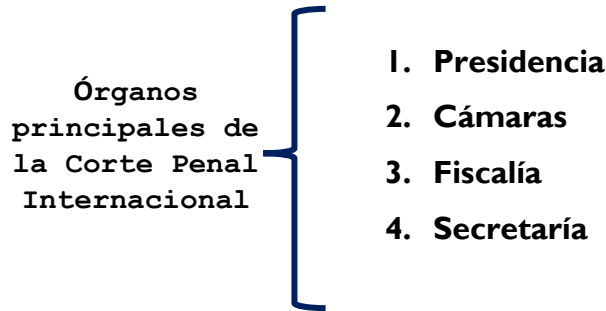 Órganos
principales de
la Corte Penal
Internacional
1. Presidencia
2. Cámaras
3. Fiscalía
4. Secretaría